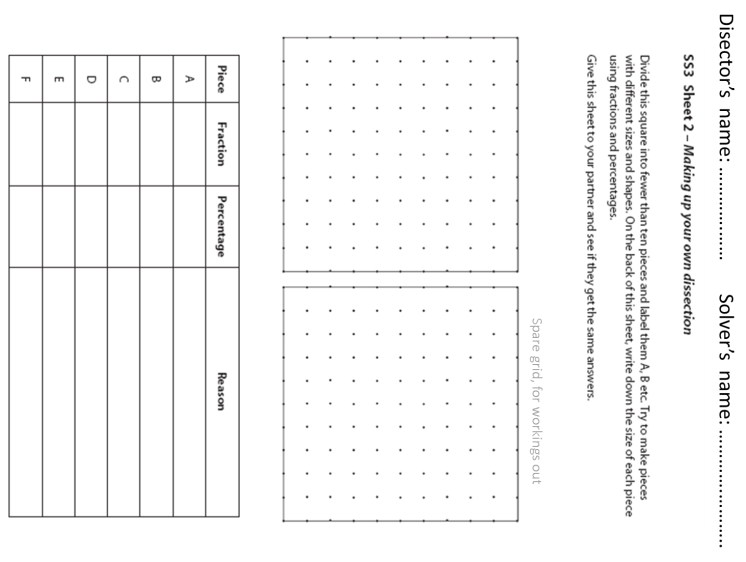 Disector's name: ................... Solver's name: ........................
SS3 Sheet 2 – Making up your own dissection
Divide this square into fewer than ten pieces and label them A, B etc. Try to make pieces
with different sizes and shapes. On the back of this sheet, write down the size of each piece
using fractions and percentages.
Give this sheet to your partner and see if they get the same answers.
Spare grid, for workings out
Piece Fraction Percentage Reason
A
B
C
D
E
F